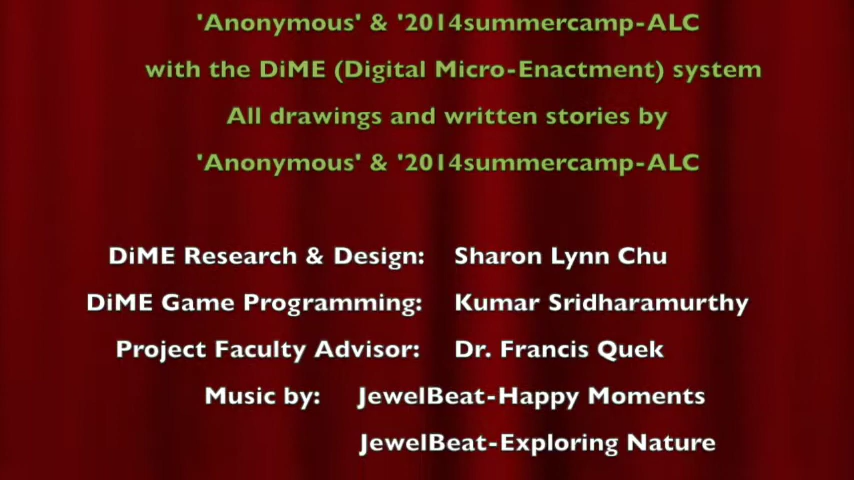 'Anonymous' & '2014summercamp-ALC
with the DiME (Digital Micro-Enactment) system
All drawings and written stories by
'Anonymous' & '2014summercamp-ALC
DiME Research & Design: Sharon Lynn Chu
DiME Game Programming: Kumar Sridharamurthy
Project Faculty Advisor: Dr. Francis Quek
Music by: JewelBeat-Happy Moments
JewelBeat-Exploring Nature